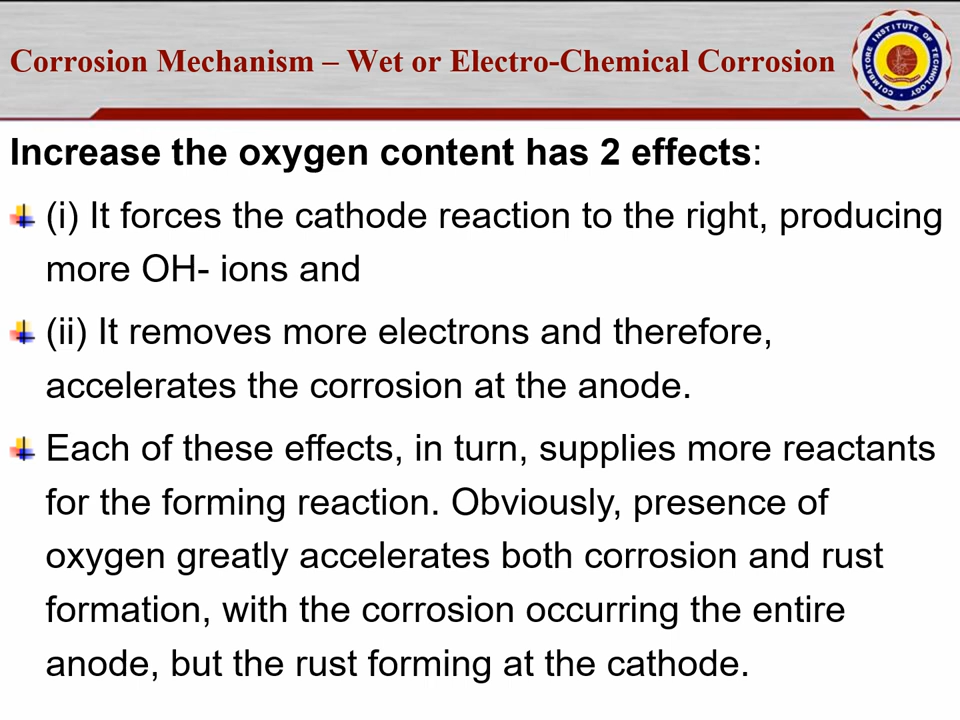 Corrosion Mechanism – Wet or Electro-Chemical Corrosion
COIMBATORE INSTITUTE OF TECHNOLOGY
Increase the oxygen content has 2 effects:
(i) It forces the cathode reaction to the right, producing
more OH- ions and
(ii) It removes more electrons and therefore,
accelerates the corrosion at the anode.
Each of these effects, in turn, supplies more reactants
for the forming reaction. Obviously, presence of
oxygen greatly accelerates both corrosion and rust
formation, with the corrosion occurring the entire
anode, but the rust forming at the cathode.